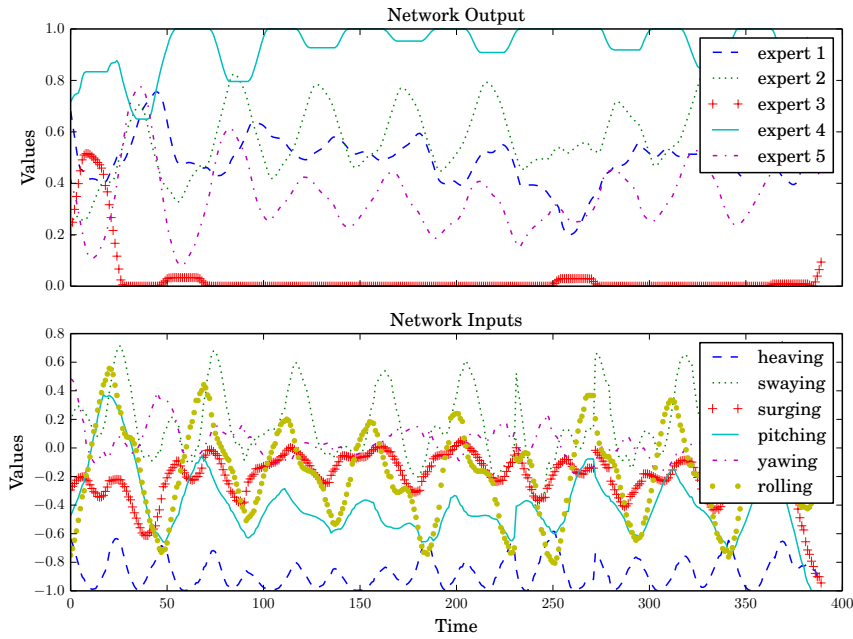 Network Output
1.0
0.8
0.6
0.4
0.2
0.0
Values
expert 1
expert 2
expert 3
expert 4
expert 5
Network Inputs
0.8
0.6
0.4
0.2
0.0
−0.2
−0.4
−0.6
−0.8
−1.0
Values
heaving
swaying
surging
pitching
yawing
rolling
0 50 100 150 200 250 300 350 400
Time